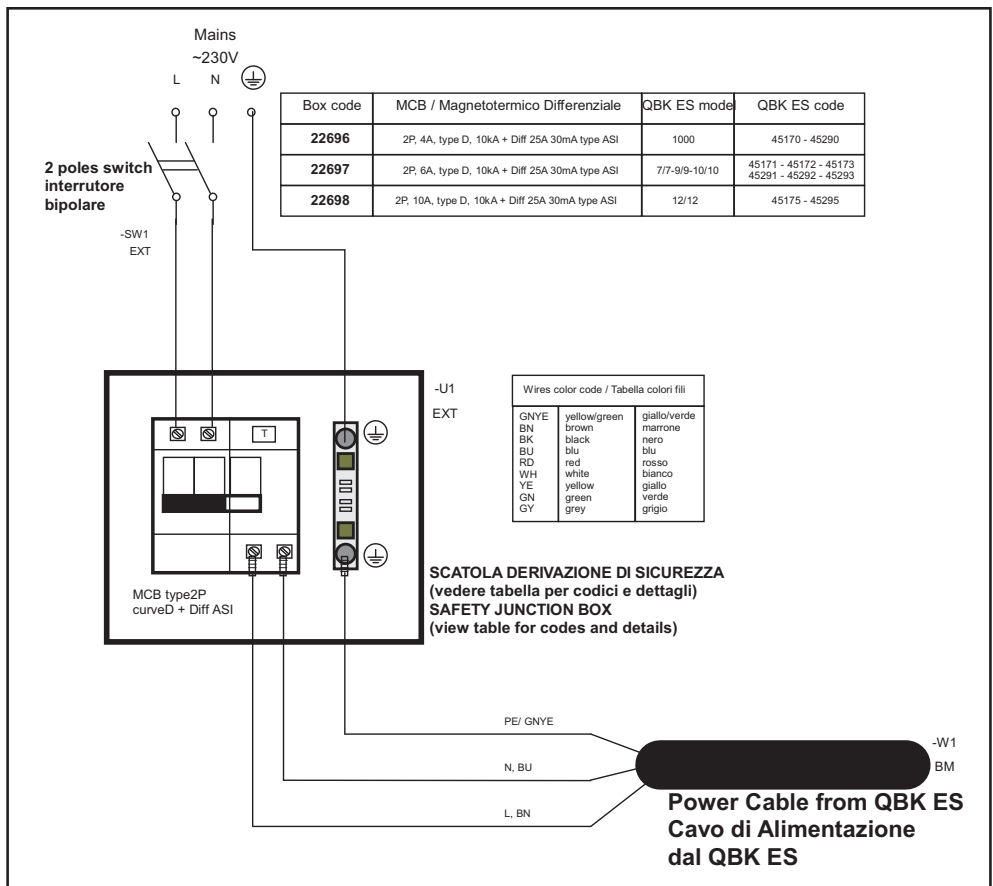 Mains
~230V
L N
Box code MCB / Magnetotermico Differenziale QBK ES model QBK ES code
22696 2P, 4A, type D, 10kA + Diff 25A 30mA type ASI 1000 45170 - 45290
22697 2P, 6A, type D, 10kA + Diff 25A 30mA type ASI 7/7-9/9-10/10 45171 - 45172 - 45173
45291 - 45292 - 45293
22698 2P, 10A, type D, 10kA + Diff 25A 30mA type ASI 12/12 45175 - 45295
2 poles switch
interrutore
bipolare
-SW1
EXT
-U1
EXT
T
Wires color code / Tabella colori fili
GNYE yellow/green giallo/verde
BN brown marrone
BK black nero
BU blu blu
RD red rosso
WH white bianco
YE yellow giallo
GN green verde
GY grey grigio
MCB type2P
curveD + Diff ASI
SCATOLA DERIVAZIONE DI SICUREZZA
(vedere tabella per codici e dettagli)
SAFETY JUNCTION BOX
(view table for codes and details)
PE/ GNYE
N, BU
L, BN
-W1
BM
Power Cable from QBK ES
Cavo di Alimentazione
dal QBK ES